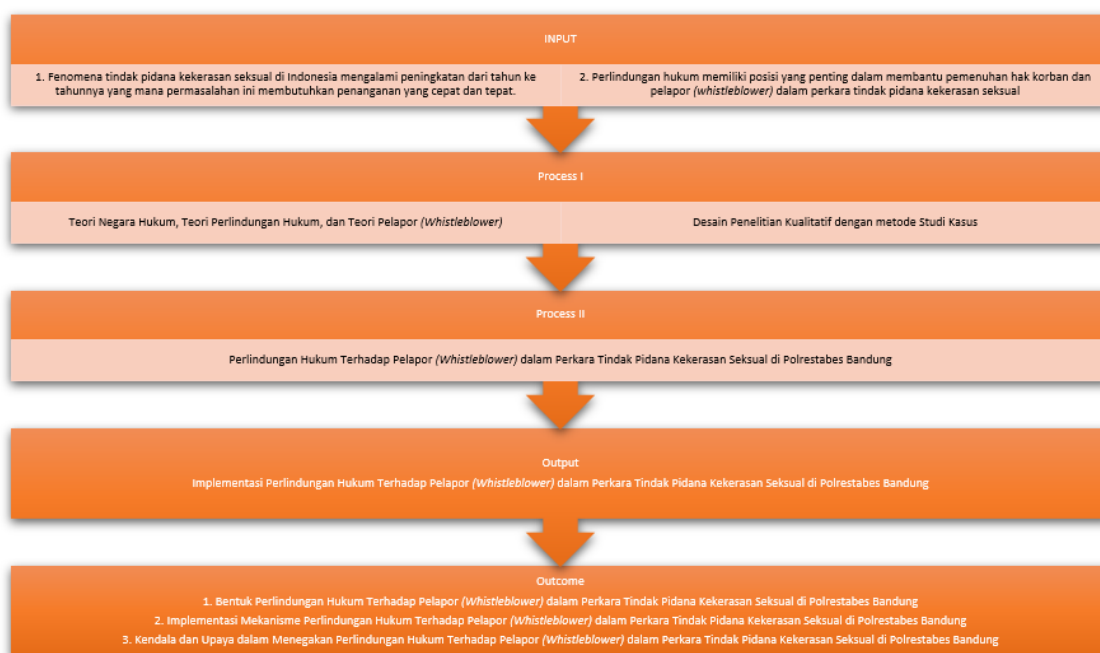 INPUT
1. Fenomena tindak pidana kekerasan seksual di Indonesia mengalami peningkatan dari tahun ke
tahunnya yang mana permasalahan ini membutuhkan penanganan yang cepat dan tepat.
2. Perlindungan hukum memiliki posisi yang penting dalam membantu pemenuhan hak korban dan
pelapor (whistleblower) dalam perkara tindak pidana kekerasan seksual
Process I
Teori Negara Hukum, Teori Perlindungan Hukum, dan Teori Pelapor (Whistleblower)
Desain Penelitian Kualitatif dengan metode Studi Kasus
Process II
Perlindungan Hukum Terhadap Pelapor (Whistleblower) dalam Perkara Tindak Pidana Kekerasan Seksual di Polrestabes Bandung
Output
Implementasi Perlindungan Hukum Terhadap Pelapor (Whistleblower) dalam Perkara Tindak Pidana Kekerasan Seksual di Polrestabes Bandung
Outcome
1. Bentuk Perlindungan Hukum Terhadap Pelapor (Whistleblower) dalam Perkara Tindak Pidana Kekerasan Seksual di Polrestabes Bandung
2. Implementasi Mekanisme Perlindungan Hukum Terhadap Pelapor (Whistleblower) dalam Perkara Tindak Pidana Kekerasan Seksual di Polrestabes Bandung
3. Kendala dan Upaya dalam Menegakan Perlindungan Hukum Terhadap Pelapor (Whistleblower) dalam Perkara Tindak Pidana Kekerasan Seksual di Polrestabes Bandung